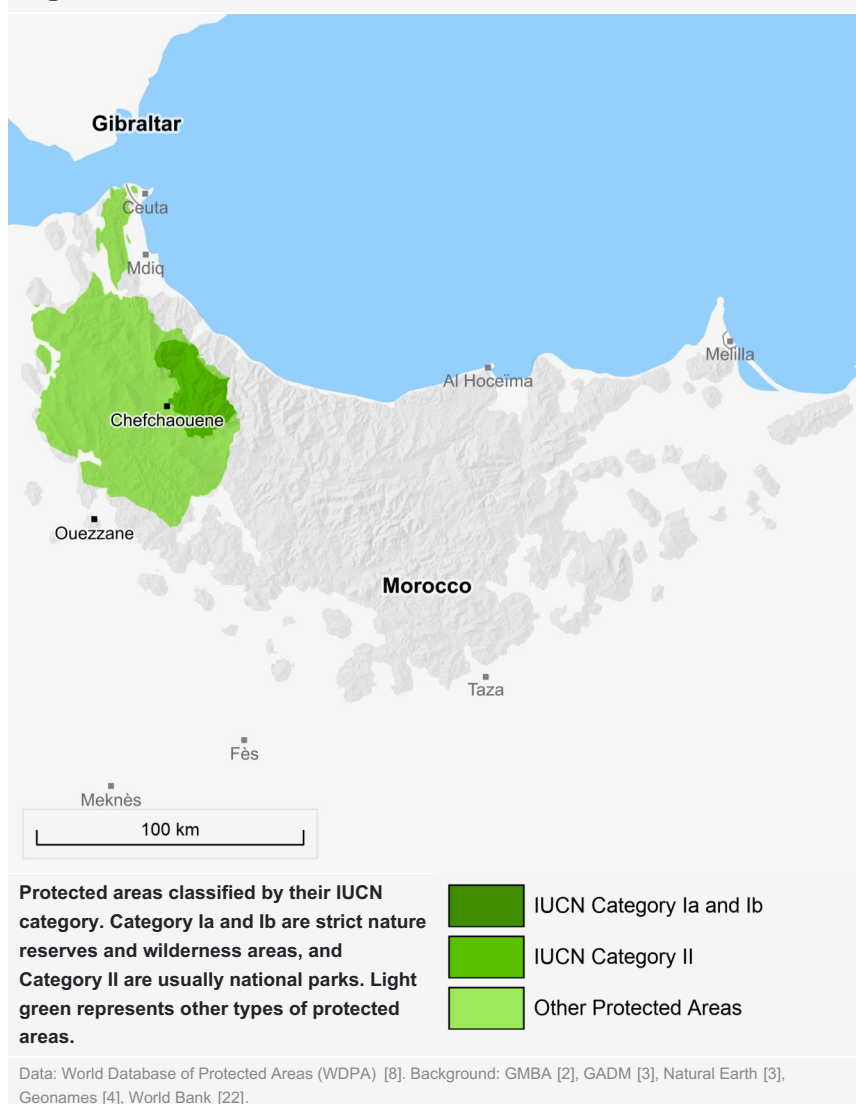 Gibraltar
Ceuta
Mdiq
Melilla
Al Hoceïma
Chefchaouene
Ouezzane
Morocco
Taza
Fès
Meknès
100 km
Protected areas classified by their IUCN
category. Category Ia and Ib are strict nature
reserves and wilderness areas, and
Category II are usually national parks. Light
green represents other types of protected
areas.
IUCN Category Ia and Ib
IUCN Category II
Other Protected Areas
Data: World Database of Protected Areas (WDPA) [8]. Background: GMBA [2], GADM [3], Natural Earth [3],
Geonames [4], World Bank [22].